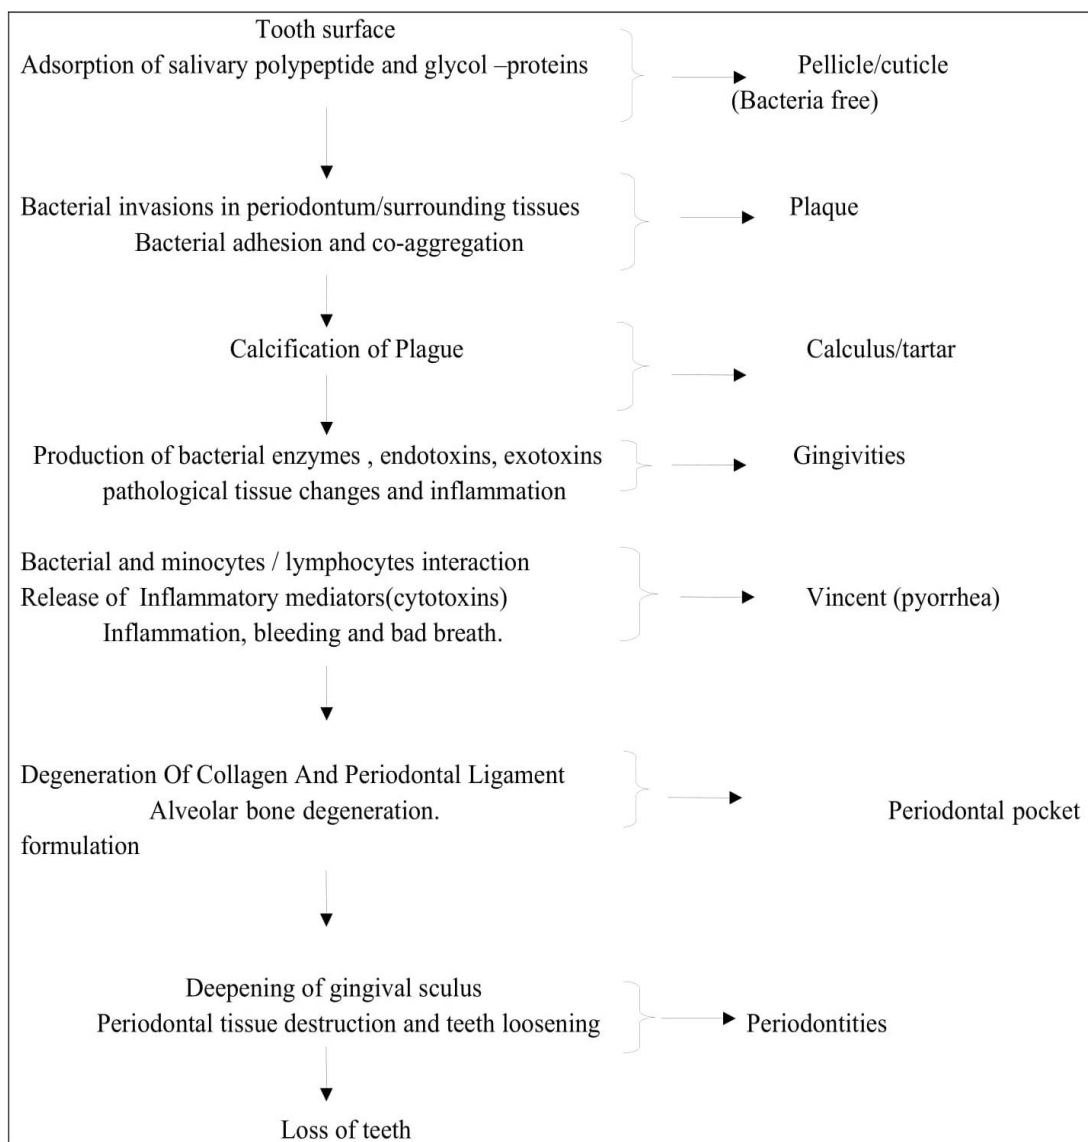 Tooth surface
Adsorption of salivary polypeptide and glycol –proteins
Pellicle/cuticle
(Bacteria free)
Bacterial invasions in periodontum/surrounding tissues
Plaque
Bacterial adhesion and co-aggregation
Calcification of Plague
Calculus/tartar
Production of bacterial enzymes , endotoxins, exotoxins
Gingivities
pathological tissue changes and inflammation
Bacterial and minocytes / lymphocytes interaction
Release of Inflammatory mediators(cytotoxins)
Vincent (pyorrhea)
Inflammation, bleeding and bad breath.
Degeneration Of Collagen And Periodontal Ligament
Alveolar bone degeneration.
Periodontal pocket
formulation
Deepening of gingival sculus
Periodontal tissue destruction and teeth loosening
Periodontities
Loss of teeth